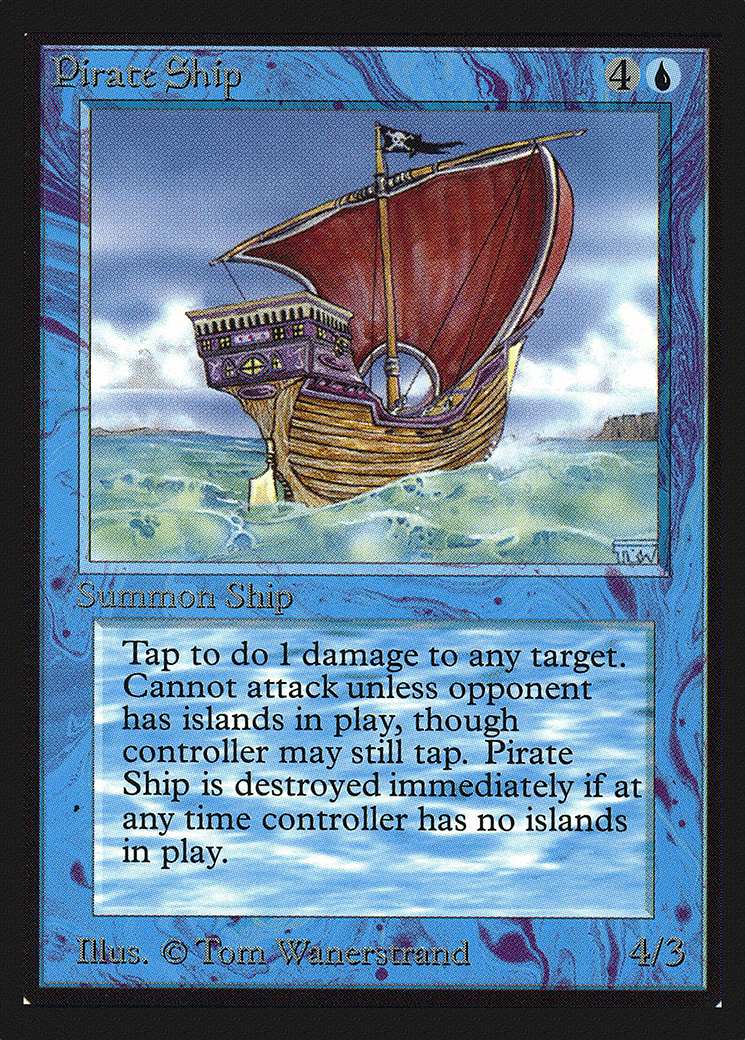 Pirate Ship 4
TCW
Summon Ship
Tap to do 1 damage to any target.
Cannot attack unless opponent
has islands in play, though
controller may still tap. Pirate
Ship is destroyed immediately if at
any time controller has no islands
in play.
Illus. © Tom Wanerstrand 4/3